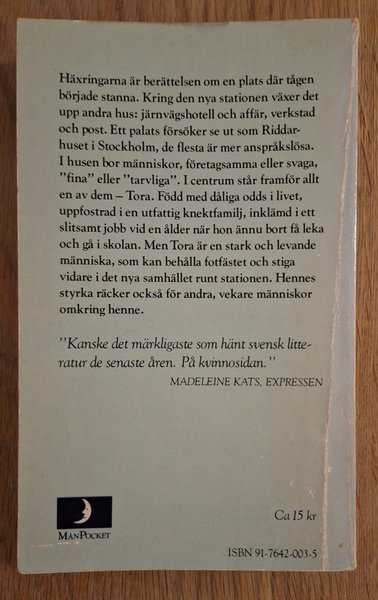 Häxringarna är berättelsen om en plats där tågen
började stanna. Kring den nya stationen växer det
upp andra hus: järnvägshotell och affär, verkstad
och post. Ett palats försöker se ut som Riddar-
huset i Stockholm, de flesta är mer anspråkslösa.
I husen bor människor, företagsamma eller svaga,
"fina" eller "tarvliga". I centrum står framför allt
en av dem – Tora. Född med dåliga odds i livet,
uppfostrad i en utfattig knektfamilj, inklämd i ett
slitsamt jobb vid en ålder när hon ännu bort få leka
och gå i skolan. Men Tora är en stark och levande
människa, som kan behålla fotfästet och stiga
vidare i det nya samhället runt stationen. Hennes
styrka räcker också för andra, vekare människor
omkring henne.
"Kanske det märkligaste som hänt svensk litte-
ratur de senaste åren. På kvinnosidan."
MADELEINE KATS, EXPRESSEN
MånPocket
Ca 15 kr
ISBN 91-7642-003-5